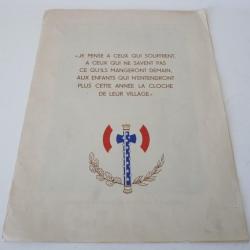 «JE PENSE A CEUX QUI SOUFFRENT,
A CEUX QUI NE SAVENT PAS
CE QU'ILS MANGERONT DEMAIN,
AUX ENFANTS QUI N'ENTENDRONT
PLUS CETTE ANNEE LA CLOCHE
DE LEUR VILLAGE.»